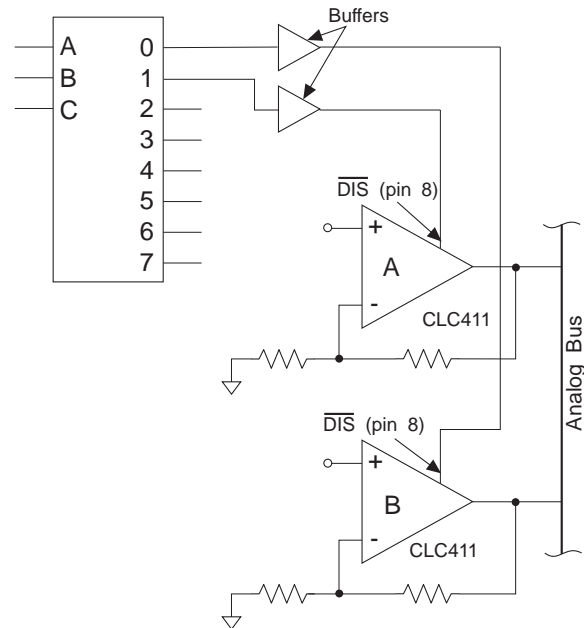 Buffers
A 0
B 1
C 2
3
4
5
6
7
DIS (pin 8)
+
A
-
CLC411
Analog Bus
DIS (pin 8)
+
B
-
CLC411